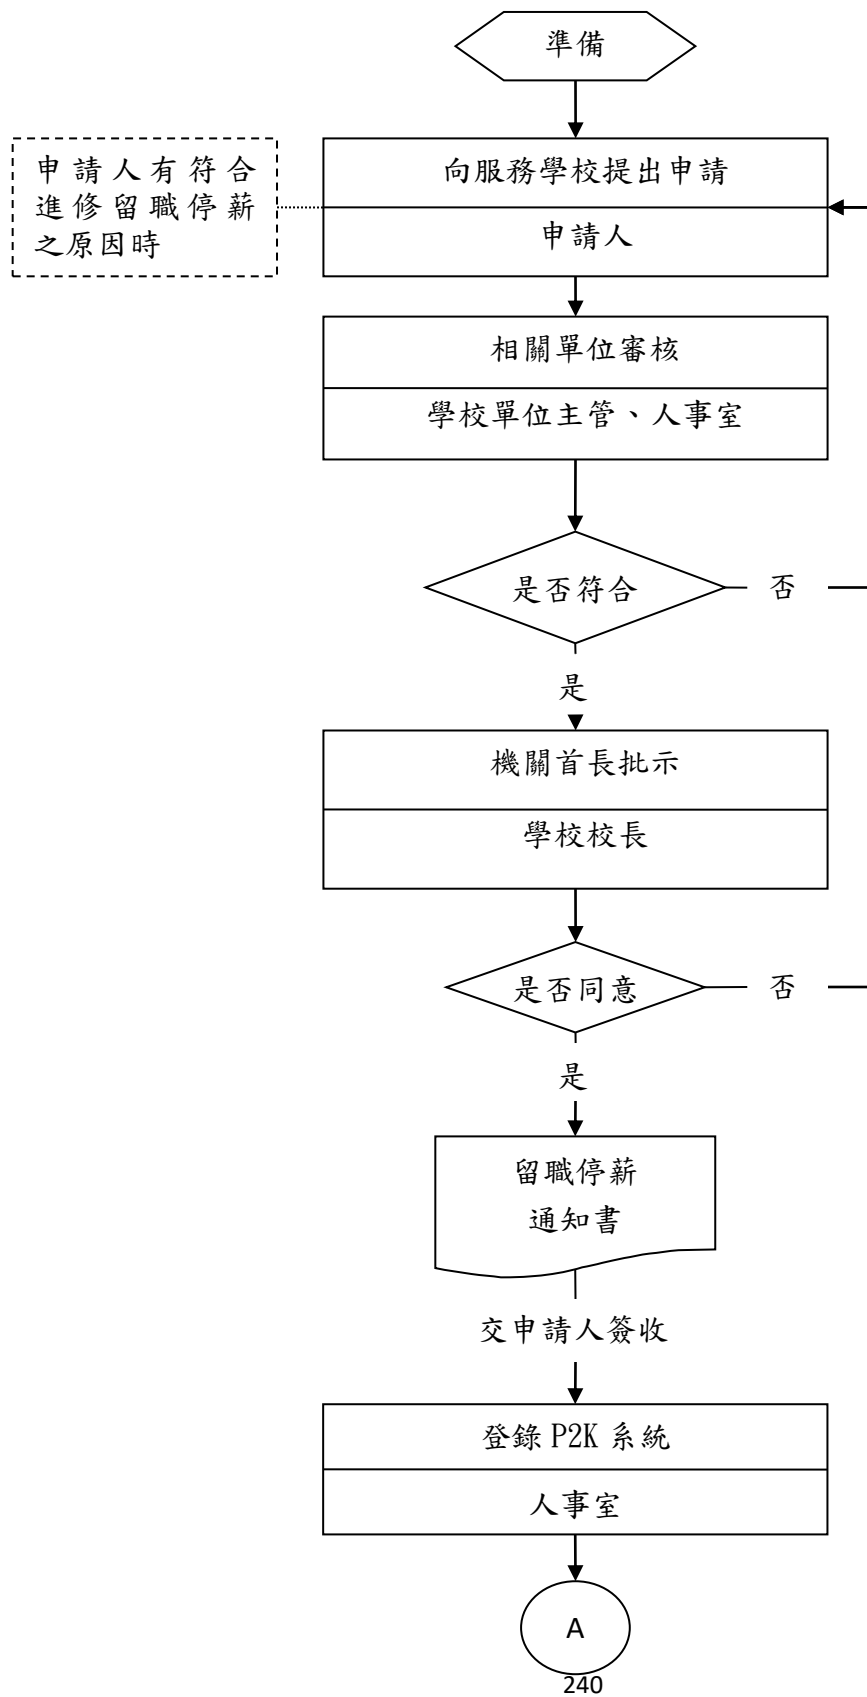 準備
向服務學校提出申請
申請人
申請人有符合
進修留職停薪
之原因時
相關單位審核
學校單位主管、人事室
是否符合
否
是
機關首長批示
學校校長
是否同意
否
是
留職停薪
通知書
交申請人簽收
登錄 P2K 系統
人事室
A
240